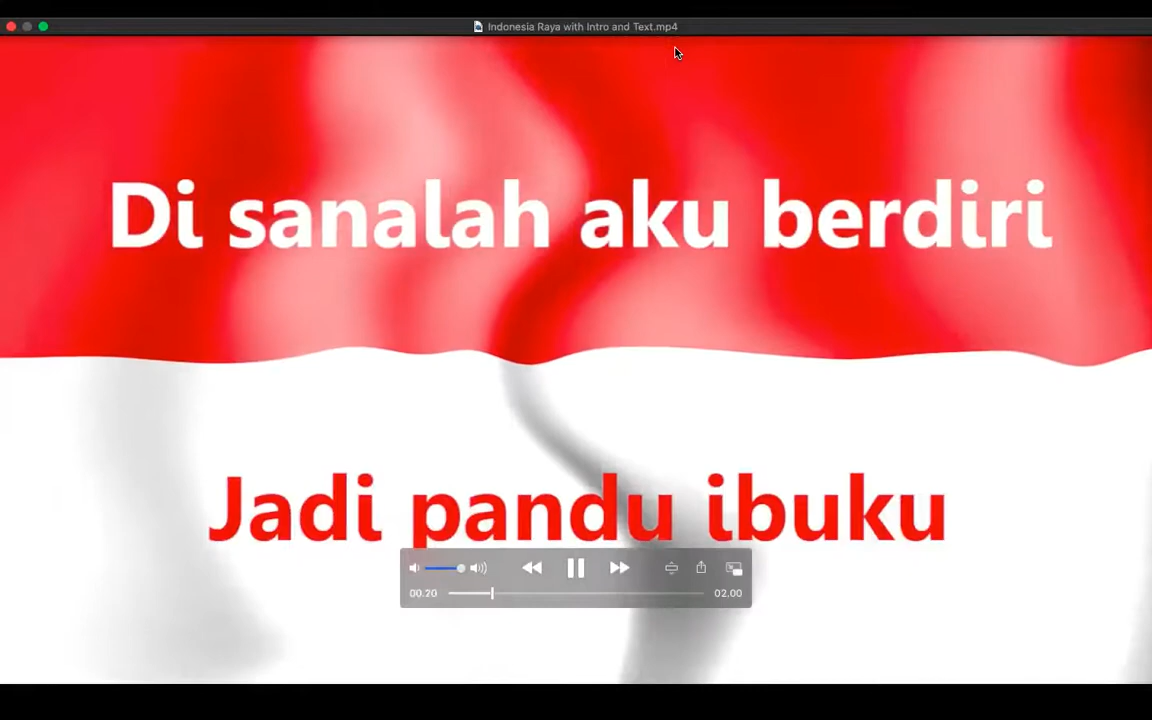 Indonesia Raya with Intro and Text.mp4
Di sanalah aku berdiri
Jadi pandu ibuku
00.20
02.00